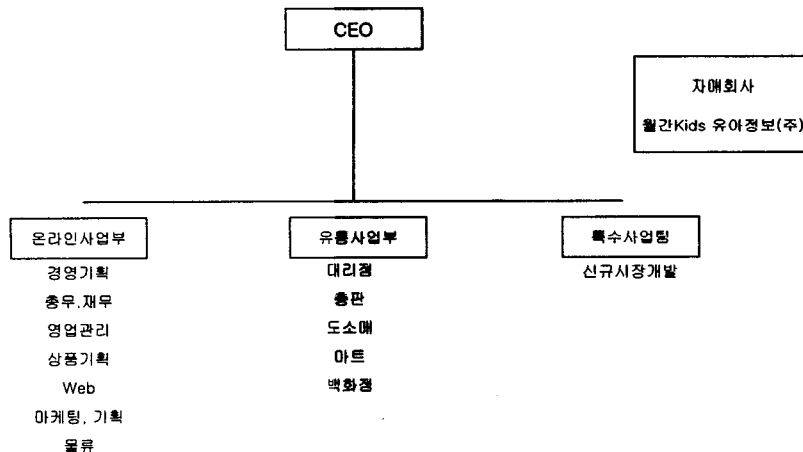 CEO
자매회사
월간Kids 유아정보(주)
온라인사업부
유통사업부
특수사업팀
경영기획
총무.재무
영업관리
상품기획
Web
마케팅, 기획
물류
대리점
총판
도소매
마트
백화점
신규시장개발